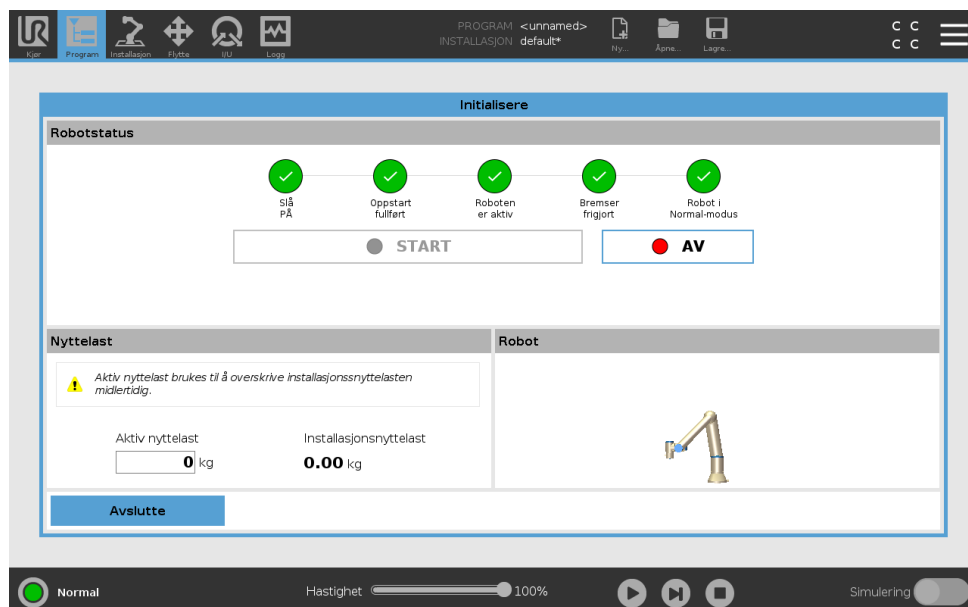 UR
Kjør
Program
Installasjon
Flytte
I/U
Logg
PROGRAM <unnamed>
INSTALLASJON default*
Ny...
Åpne...
Lagre...
C C
C C
Initialisere
Robotstatus
Slå
PÅ
Oppstart
fullført
Roboten
er aktiv
Bremser
frigjort
Robot i
Normal-modus
START
AV
Nyttelast
Aktiv nyttelast brukes til å overskrive installasjonssnyttelasten
midlertidig.
Aktiv nyttelast
0 kg
Installasjonsnyttelast
0.00 kg
Robot
Avslutte
Normal
Hastighet 100%
Simulering